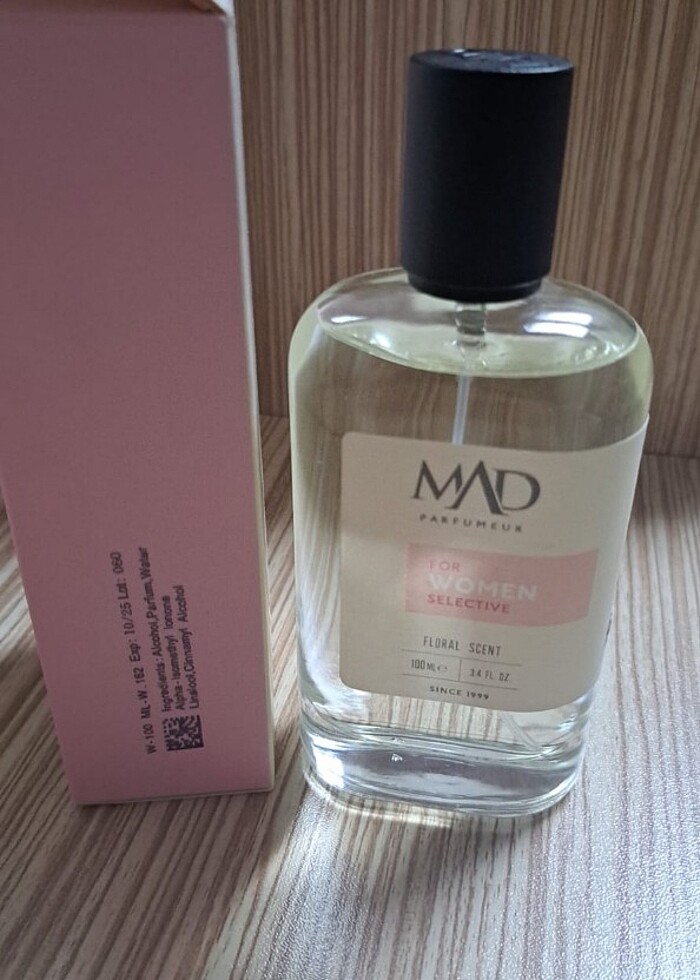 W-100 ML-W 162 Exp: 10/25 Lot: 060
Ingredients: Alcohol,Parfum,Water
Alpha-Isomethyl Ionone
Linalool,Cinnamyl Alcohol
MAD
PARFUMEUR
FOR
WOMEN
SELECTIVE
FLORAL SCENT
100 ML℮ 3.4 FL. OZ
SINCE 1999